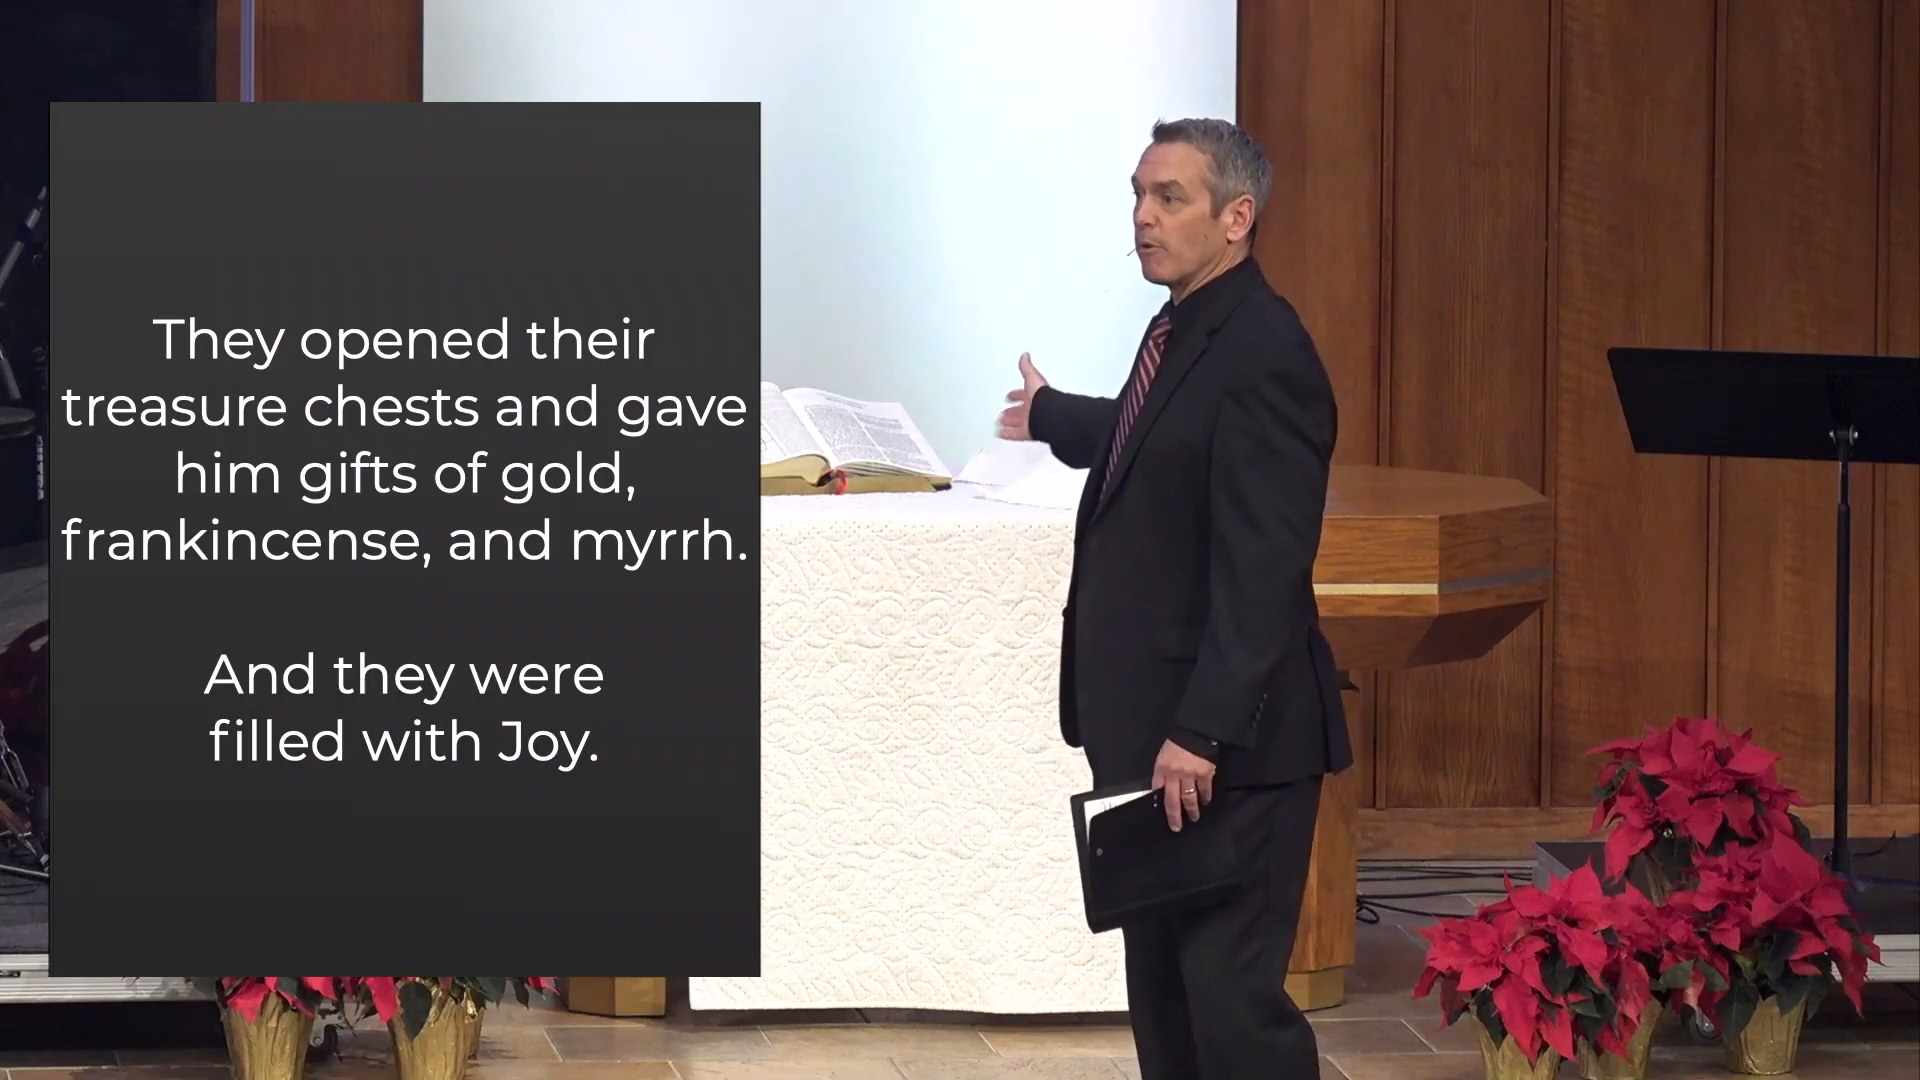 They opened their
treasure chests and gave
him gifts of gold,
frankincense, and myrrh.
And they were
filled with Joy.